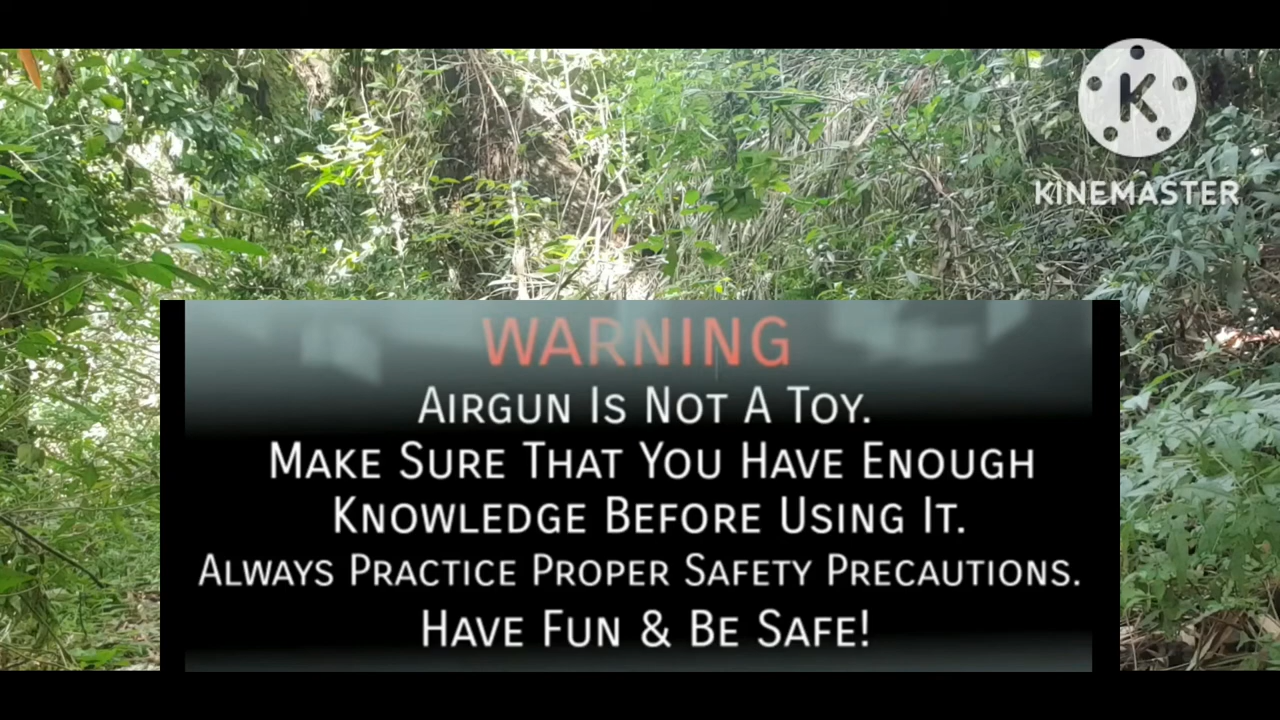 K
KINEMASTER
WARNING
AIRGUN IS NOT A TOY.
MAKE SURE THAT YOU HAVE ENOUGH
KNOWLEDGE BEFORE USING IT.
ALWAYS PRACTICE PROPER SAFETY PRECAUTIONS.
HAVE FUN & BE SAFE!